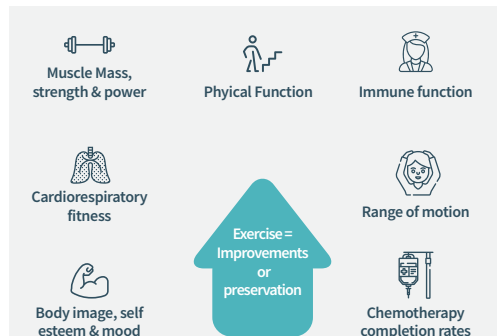 Muscle Mass,
strength & power
Phyical Function
Immune function
Cardiorespiratory
fitness
Range of motion
Exercise =
Improvements
or
preservation
Body image, self
esteem & mood
Chemotherapy
completion rates